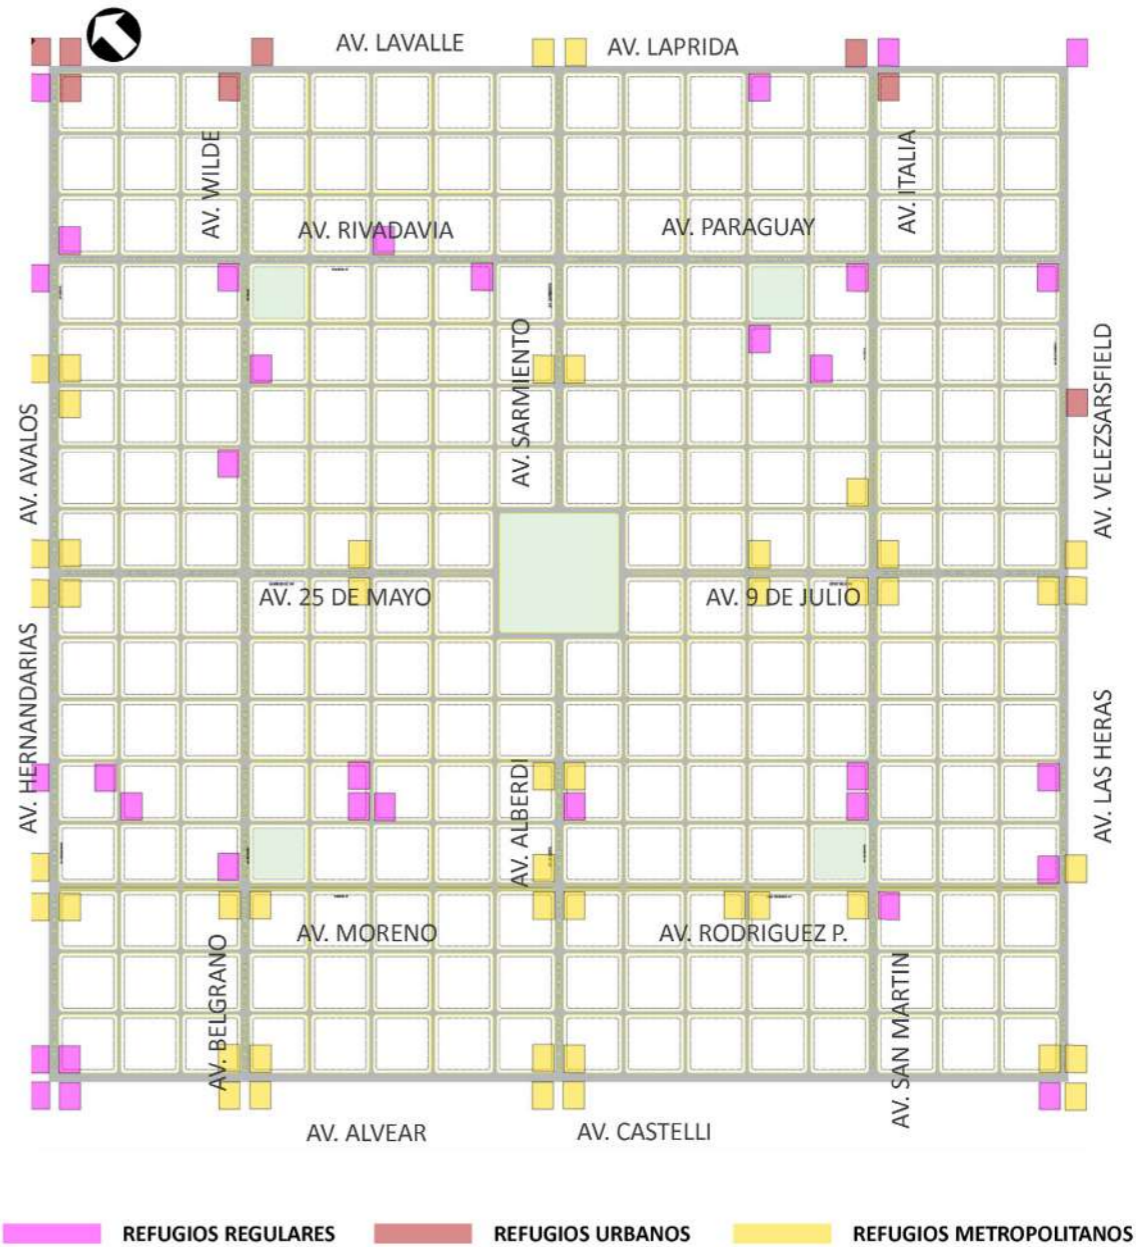 AV. LAVALLE
AV. LAPRIDA
AV. WILDE
AV. ITALIA
AV. RIVADAVIA
AV. PARAGUAY
AV. SARMIENTO
AV. AVALOS
AV. VELEZSARSFIELD
AV. 25 DE MAYO
AV. 9 DE JULIO
AV. HERNANDARIAS
AV. ALBERDI
AV. LAS HERAS
AV. MORENO
AV. RODRIGUEZ P.
AV. BELGRANO
AV. SAN MARTIN
AV. ALVEAR
AV. CASTELLI
REFUGIOS REGULARES
REFUGIOS URBANOS
REFUGIOS METROPOLITANOS